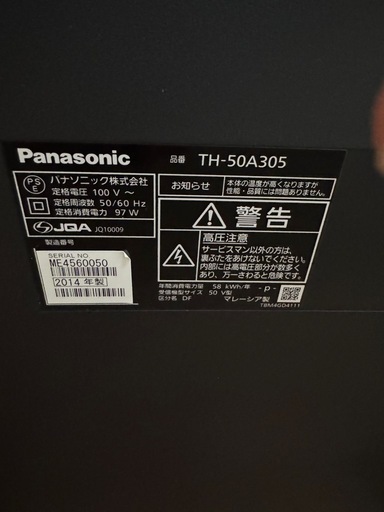 Panasonic
品番 TH-50A305
PS
E
パナソニック株式会社
定格電圧 100 V ~
定格周波数 50/60 Hz
定格消費電力 97 W
JQA JQ10009
製造番号
SERIAL NO
ME4560050
2014 年製
お知らせ
本体の温度が高くなりますが
性能・品質には問題ありません。
警告
高圧注意
サービスマン以外の方は、
裏ぶたをあけないでください。
内部には高電圧部分が数多く
あり、万一さわると危険です。
年間消費電力量 58 kWh/年
受信機型サイズ 50 V型
-P-
区分名 DF マレーシア製
TBM4GD4111